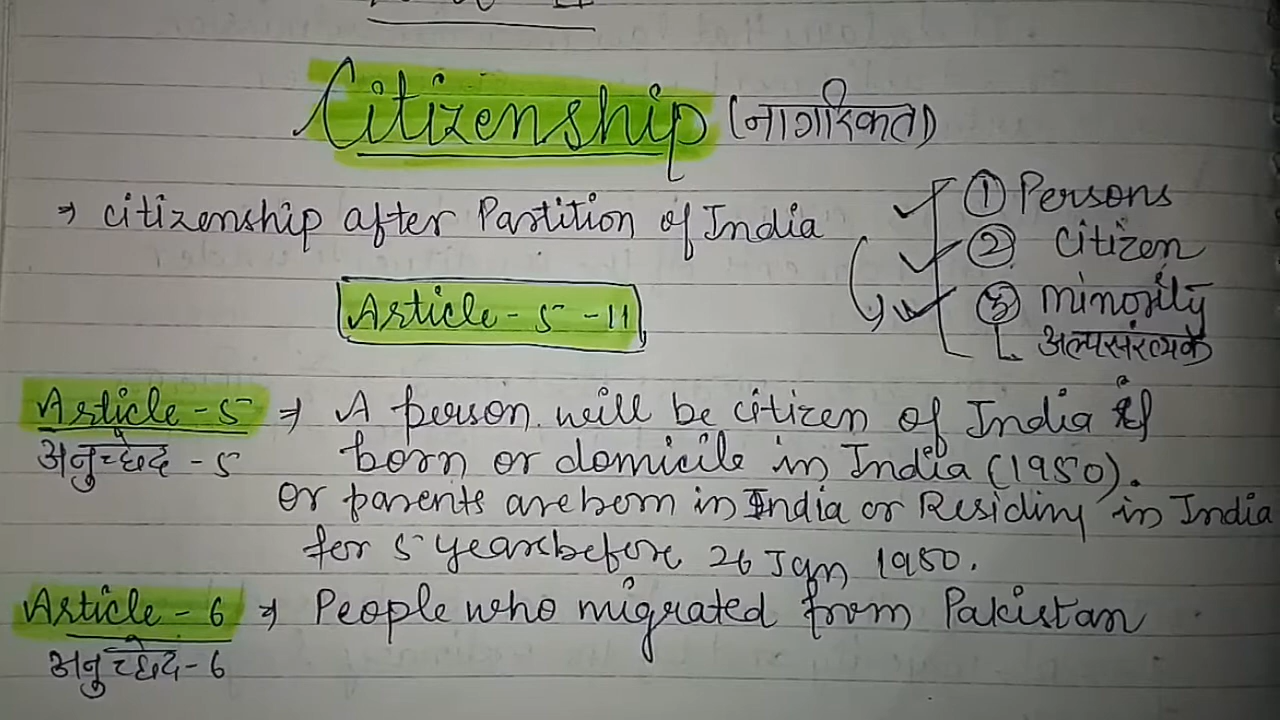 Citizenship (नागरिकता)
⇒ citizenship after Partition of India
① Persons
② citizen
③ minority
अल्पसंख्यक
Article - 5 - 11
Article - 5 ⇒ A person will be citizen of India if
अनुच्छेद - 5 born or domicile in India (1950).
or parents are born in India or Residing in India
for 5 years before 26 Jan 1950.
Article - 6 ⇒ People who migrated from Pakistan
अनुच्छेद - 6